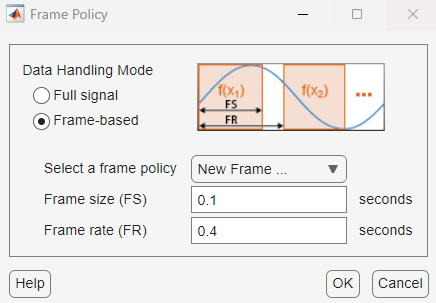 Frame Policy
Data Handling Mode
Full signal
Frame-based
f(x1)
f(x2)
FS
FR
Select a frame policy New Frame ...
Frame size (FS) 0.1 seconds
Frame rate (FR) 0.4 seconds
Help OK Cancel